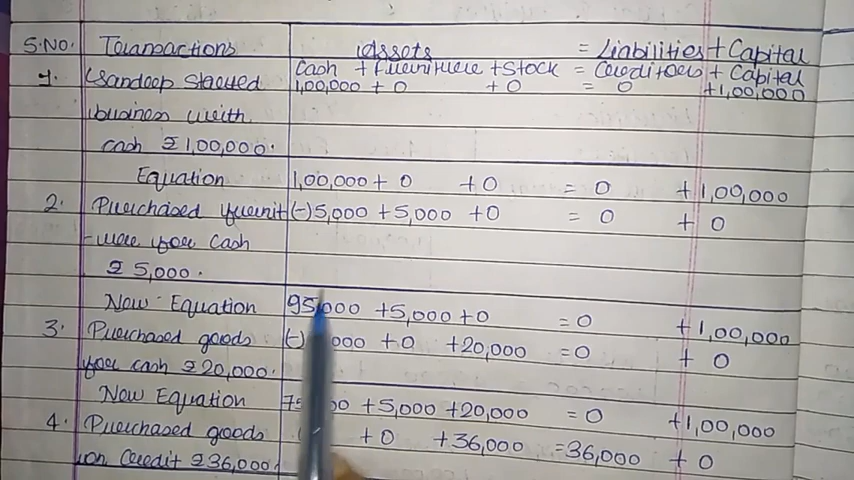 S.No. Transactions Assets = Liabilities + Capital
1. Sandeep started Cash + Furniture + Stock = Creditors + Capital
1,00,000 + 0 + 0 = 0 + 1,00,000
business with
cash ₹ 1,00,000.
Equation 1,00,000 + 0 + 0 = 0 + 1,00,000
2. Purchased furnit (-) 5,000 + 5,000 + 0 = 0 + 0
-ure for Cash
₹ 5,000.
New Equation 95,000 + 5,000 + 0 = 0 + 1,00,000
3. Purchased goods (-) 000 + 0 + 20,000 = 0 + 0
for cash ₹ 20,000.
New Equation 00 + 5,000 + 20,000 = 0 + 1,00,000
4. Purchased goods + 0 + 36,000 = 36,000 + 0
on Credit ₹ 36,000